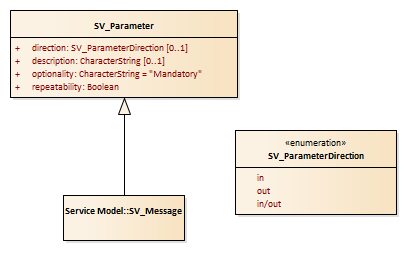 SV_Parameter
+ direction: SV_ParameterDirection [0..1]
+ description: CharacterString [0..1]
+ optionality: CharacterString = "Mandatory"
+ repeatability: Boolean
«enumeration»
SV_ParameterDirection
in
out
in/out
Service Model::SV_Message